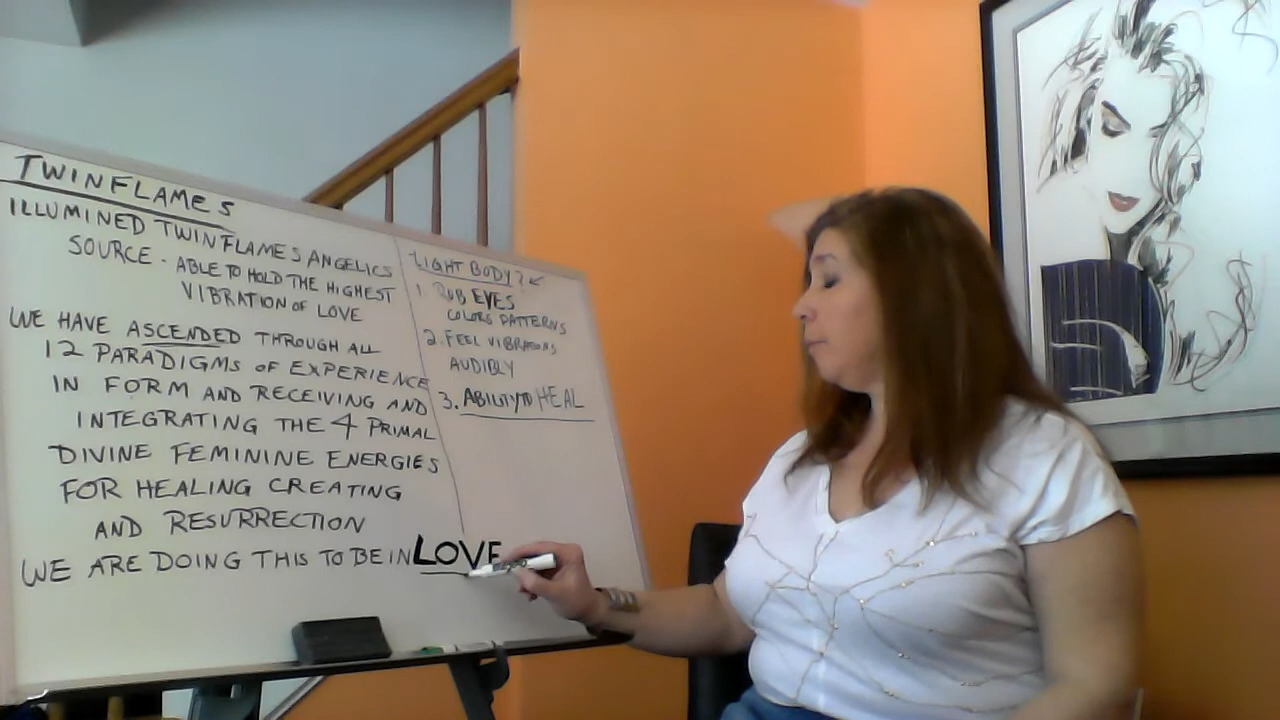 TWINFLAMES
ILLUMINED TWINFLAMES ANGELICS
SOURCE - ABLE TO HOLD THE HIGHEST
VIBRATION OF LOVE
WE HAVE ASCENDED THROUGH ALL
12 PARADIGMS OF EXPERIENCE
IN FORM AND RECEIVING AND
INTEGRATING THE 4 PRIMAL
DIVINE FEMININE ENERGIES
FOR HEALING CREATING
AND RESURRECTION
WE ARE DOING THIS TO BE IN LOVE
LIGHT BODY?
1. RUB EYES
COLORS PATTERNS
2. FEEL VIBRATIONS
AUDIBLY
3. ABILITY TO HEAL